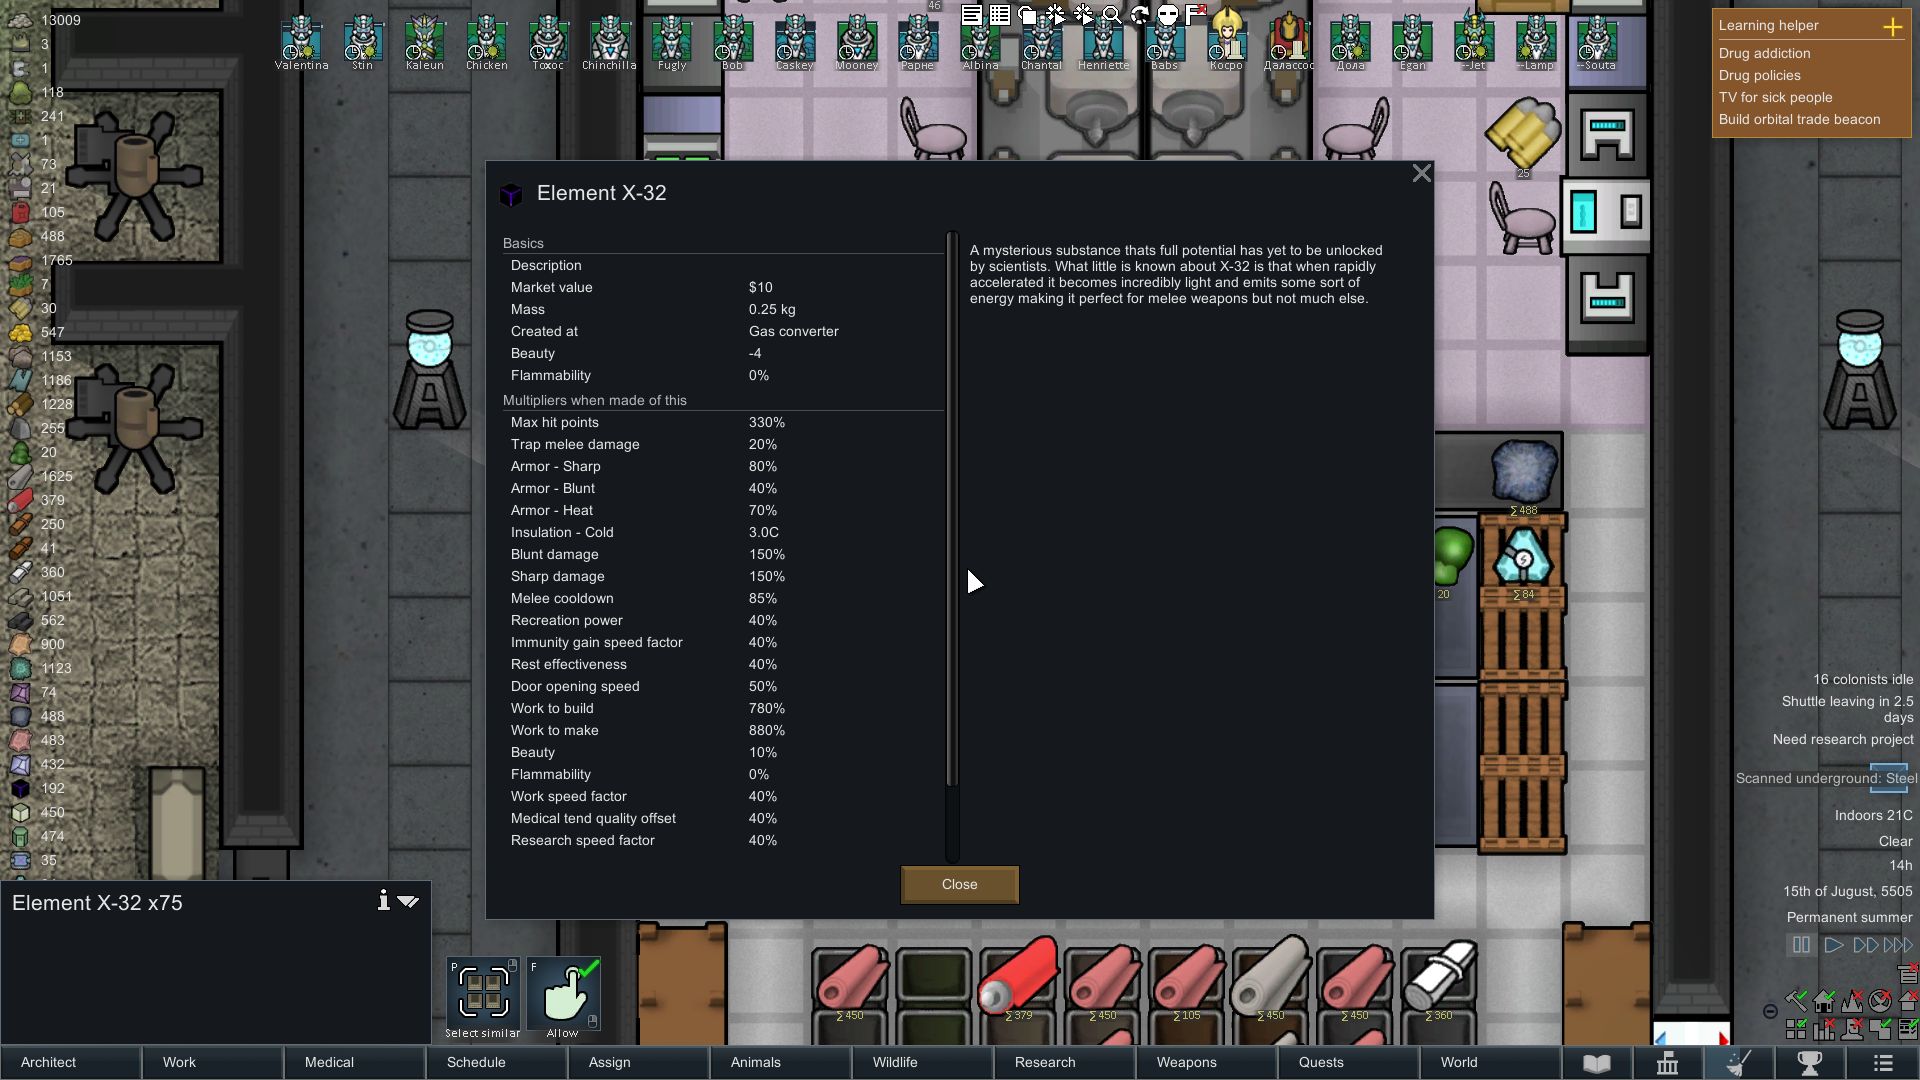 13009
3
1
118
241
1
73
21
105
488
1765
7
30
547
1153
1186
1228
255
20
1625
379
250
41
360
1051
562
900
1123
74
488
483
432
192
450
474
35
46
Valentina
Stin
Kaleun
Chicken
Toxoc
Chinchilla
Fugly
Bob
Caskey
Mooney
Рарне
Albina
Chantal
Henriette
Babs
Kocpo
Далассос
Дола
Egan
--Jet
--Lamp
--Souta
Learning helper
Drug addiction
Drug policies
TV for sick people
Build orbital trade beacon
25
Element X-32
Basics
Description
Market value $10
Mass 0.25 kg
Created at Gas converter
Beauty -4
Flammability 0%
Multipliers when made of this
Max hit points 330%
Trap melee damage 20%
Armor - Sharp 80%
Armor - Blunt 40%
Armor - Heat 70%
Insulation - Cold 3.0C
Blunt damage 150%
Sharp damage 150%
Melee cooldown 85%
Recreation power 40%
Immunity gain speed factor 40%
Rest effectiveness 40%
Door opening speed 50%
Work to build 780%
Work to make 880%
Beauty 10%
Flammability 0%
Work speed factor 40%
Medical tend quality offset 40%
Research speed factor 40%
A mysterious substance thats full potential has yet to be unlocked
by scientists. What little is known about X-32 is that when rapidly
accelerated it becomes incredibly light and emits some sort of
energy making it perfect for melee weapons but not much else.
Close
Σ488
20
Σ84
16 colonists idle
Shuttle leaving in 2.5
days
Need research project
Scanned underground: Steel
Indoors 21C
Clear
14h
15th of Jugust, 5505
Permanent summer
Element X-32 x75
P
Select similar
F
Allow
Σ450
Σ379
Σ450
Σ105
Σ450
Σ450
Σ360
Architect
Work
Medical
Schedule
Assign
Animals
Wildlife
Research
Weapons
Quests
World